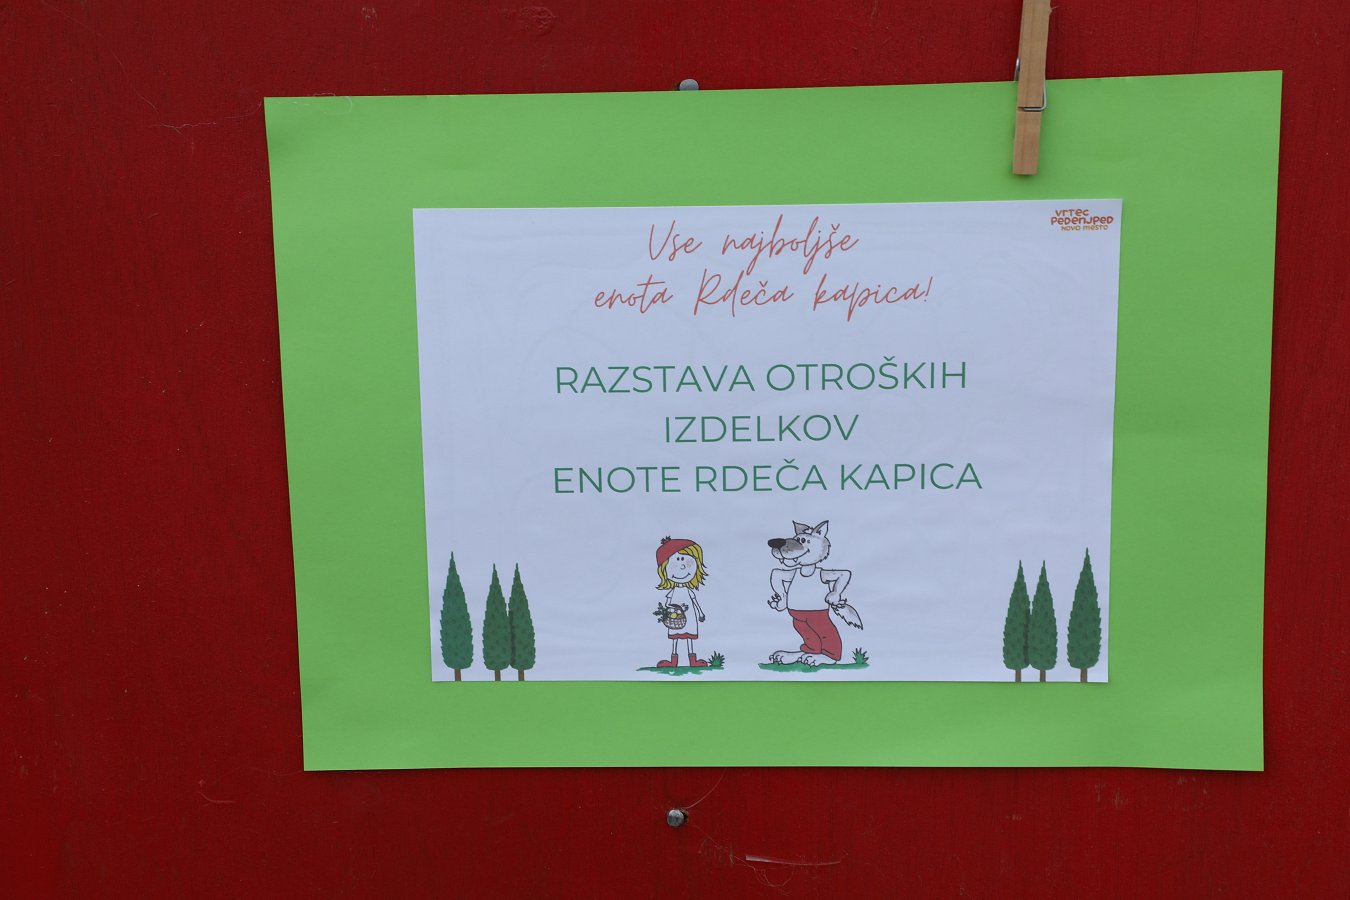 Vse najboljše
enota Rdeča kapica!
vrtec
Pedenjped
Novo mesto
RAZSTAVA OTROŠKIH
IZDELKOV
ENOTE RDEČA KAPICA